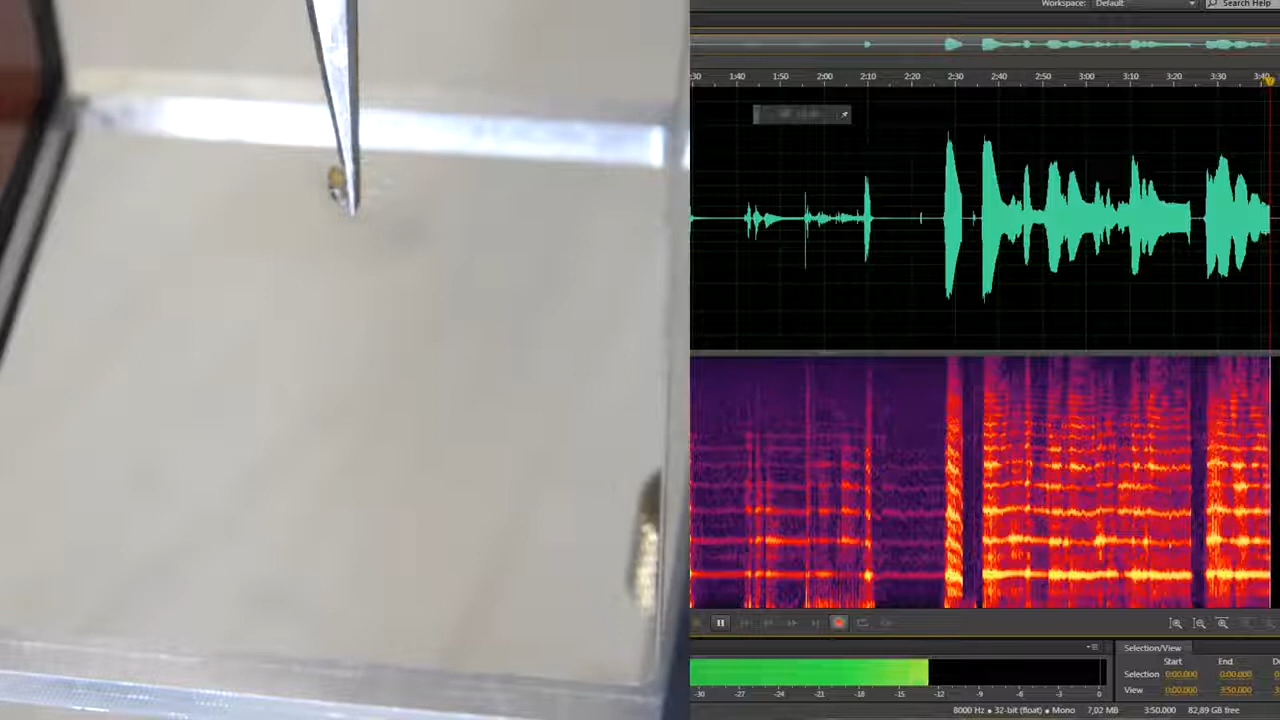 Workspace: Default Search Help
:30 1:40 1:50 2:00 2:10 2:20 2:30 2:40 2:50 3:00 3:10 3:20 3:30 3:40
Selection/View
Start End D
Selection 0:00.000 0:00.000 0:
View 0:00.000 3:50.000 3:
-30 -27 -24 -21 -18 -15 -12 -9 -6 -3 0
8000 Hz ● 32-bit (float) ● Mono 7,02 MB 3:50.000 82,89 GB free